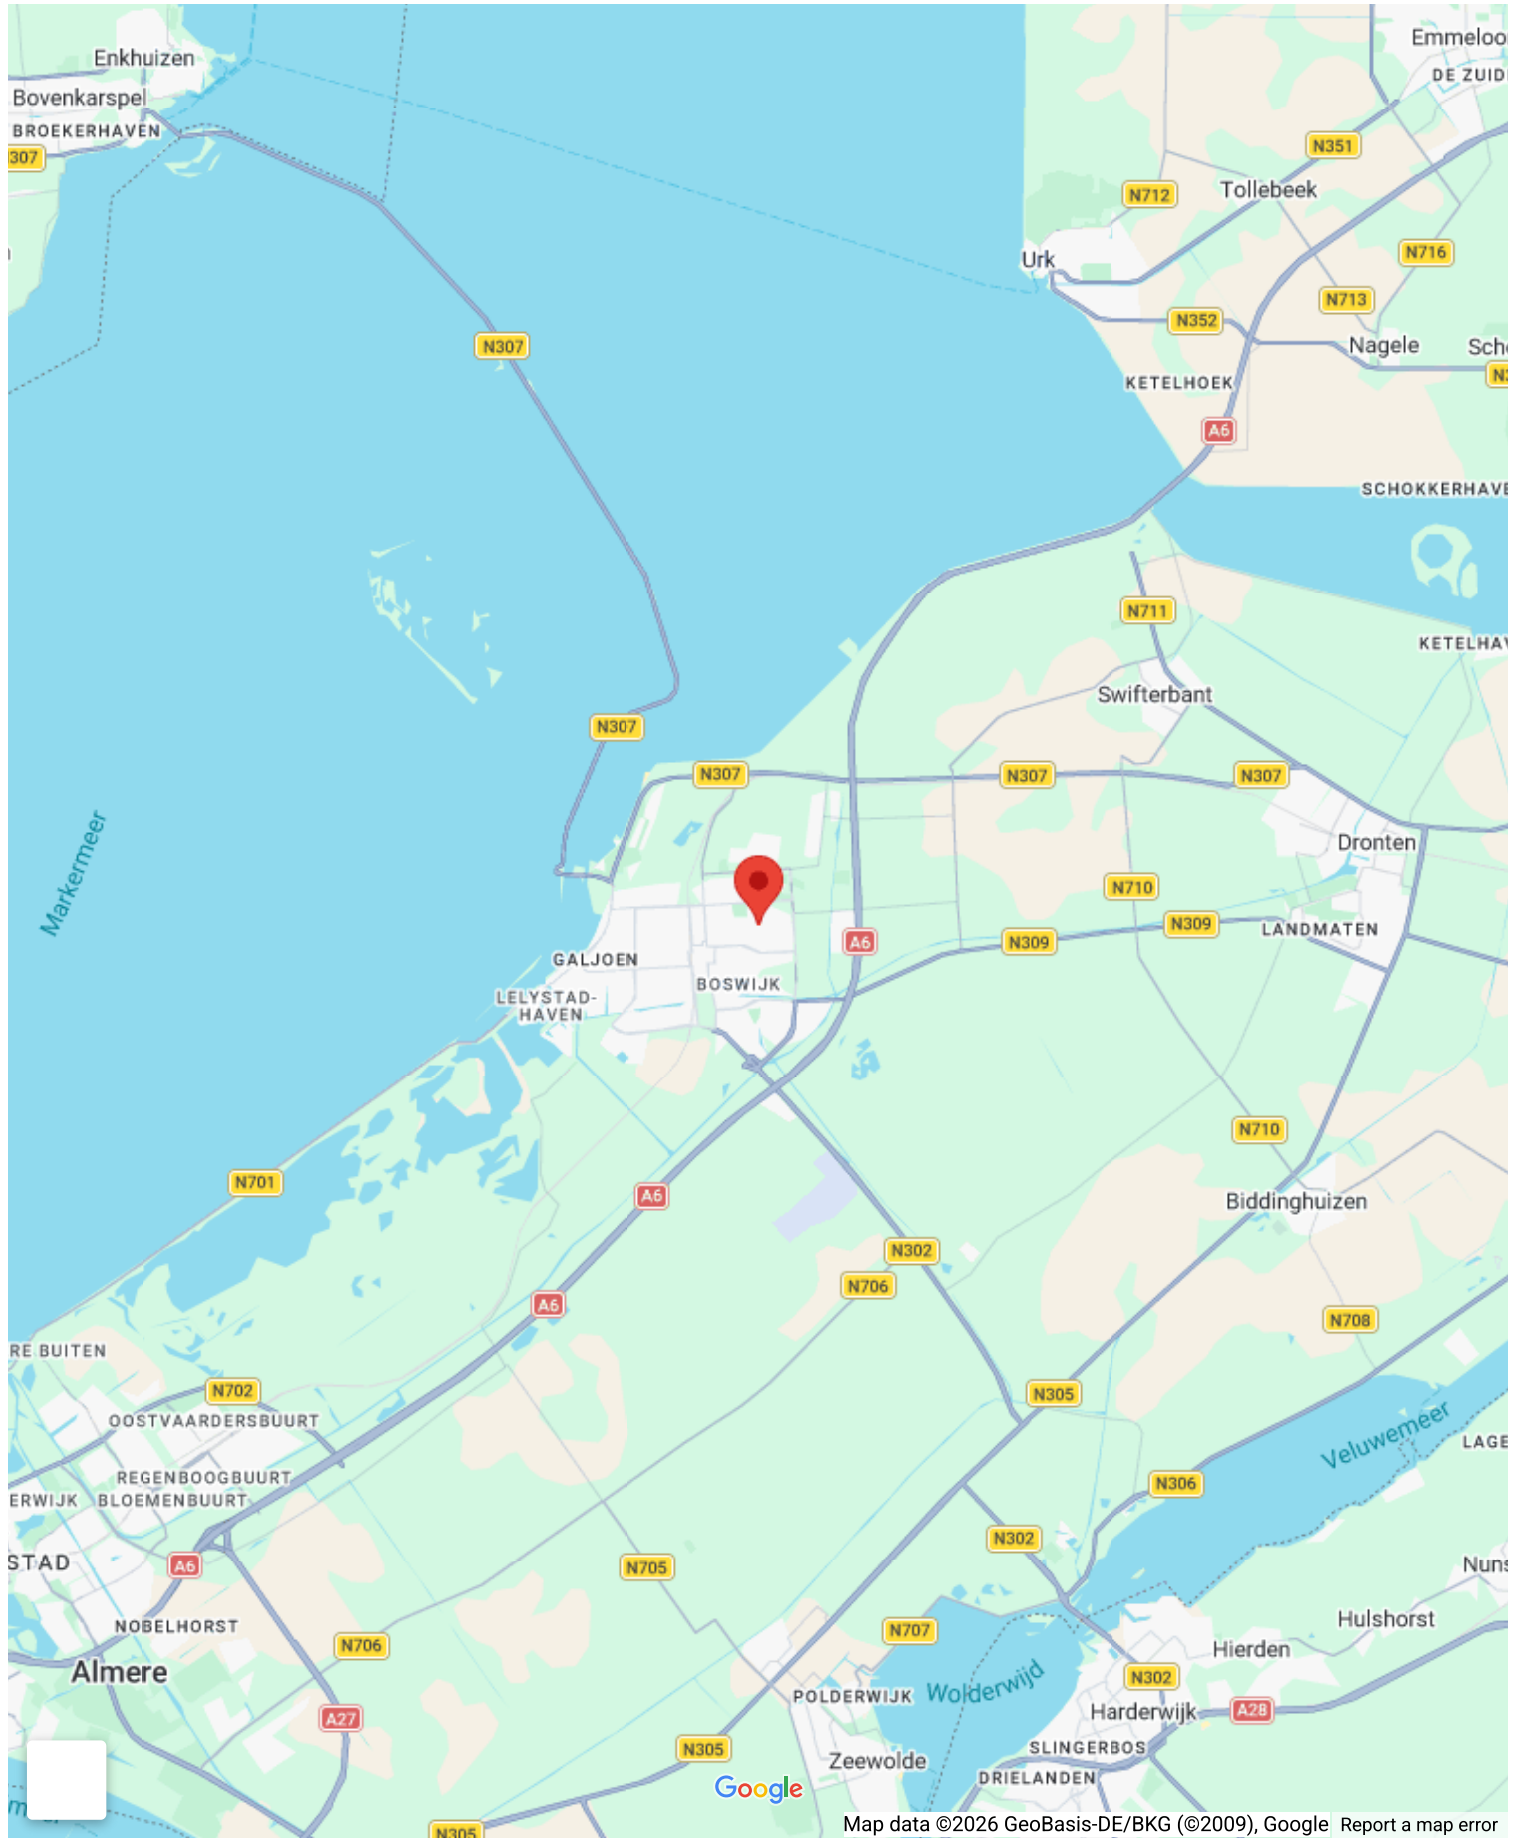 Enkhuizen
Emmeloo
DE ZUID
Bovenkarspel
BROEKERHAVEN
307
N351
N712
Tollebeek
N716
Urk
N713
N352
N307
Nagele
Sch
KETELHOEK
A6
SCHOKKERHAVE
N711
KETELHA
Swifterbant
N307
N307
N307
N307
Dronten
Markermeer
N710
N309
LANDMATEN
A6
N309
GALJOEN
BOSWIJK
LELYSTAD-
HAVEN
N710
N701
A6
Biddinghuizen
N302
N706
A6
N708
RE BUITEN
N702
N305
OOSTVAARDERSBUURT
Veluwemeer
LAGE
REGENBOOGBUURT
N306
ERWIJK
BLOEMENBUURT
N302
STAD
A6
N705
Nuns
NOBELHORST
N707
Hulshorst
N706
Hierden
Almere
Wolderwijd
N302
POLDERWIJK
Harderwijk
A28
A27
N305
SLINGERBOS
Zeewolde
DRIELANDEN
Google
N305
Map data ©2026 GeoBasis-DE/BKG (©2009), Google
Report a map error